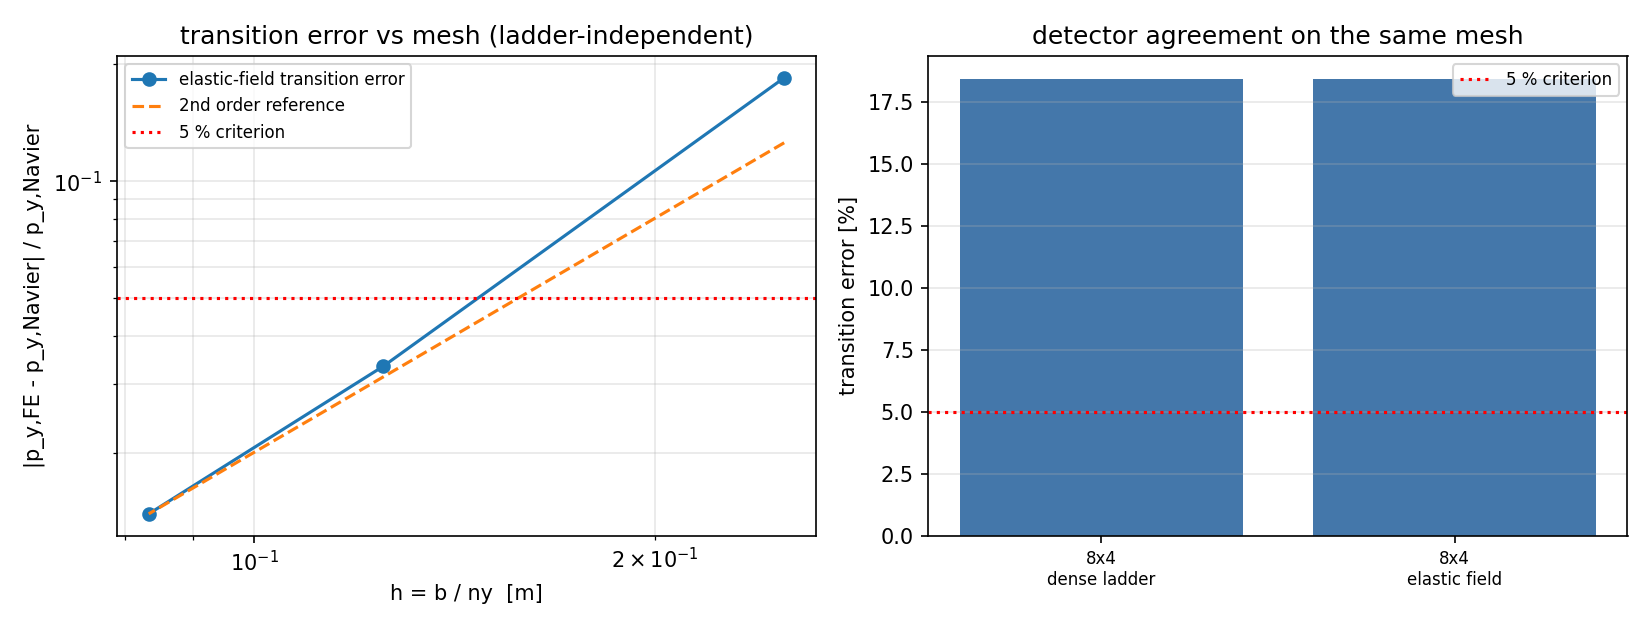 transition error vs mesh (ladder-independent)
elastic-field transition error
2nd order reference
5 % criterion
|p_y,FE - p_y,Navier| / p_y,Navier
10⁻¹
10⁻¹
2 × 10⁻¹
h = b / ny [m]
detector agreement on the same mesh
5 % criterion
transition error [%]
17.5
15.0
12.5
10.0
7.5
5.0
2.5
0.0
8x4
dense ladder
8x4
elastic field